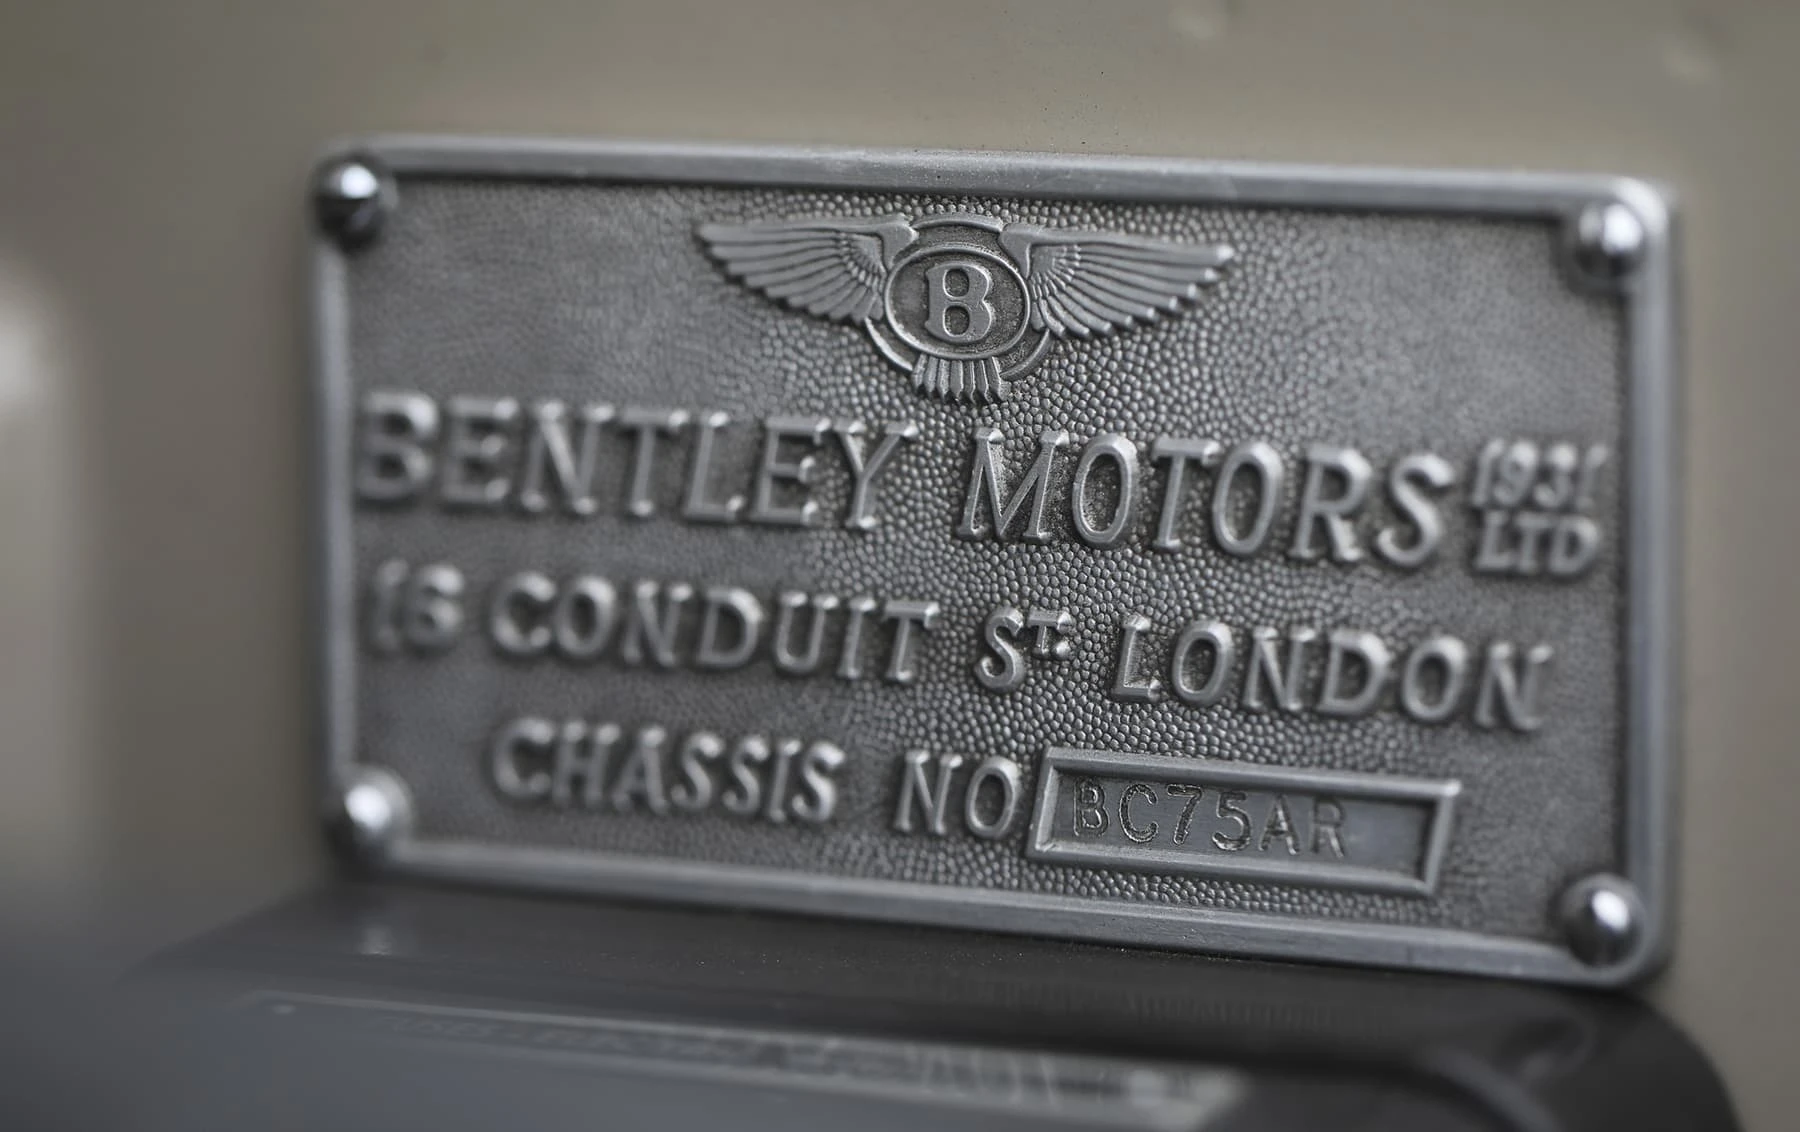 B
BENTLEY MOTORS 1931 LTD
16 CONDUIT ST. LONDON
CHASSIS NO BC75AR